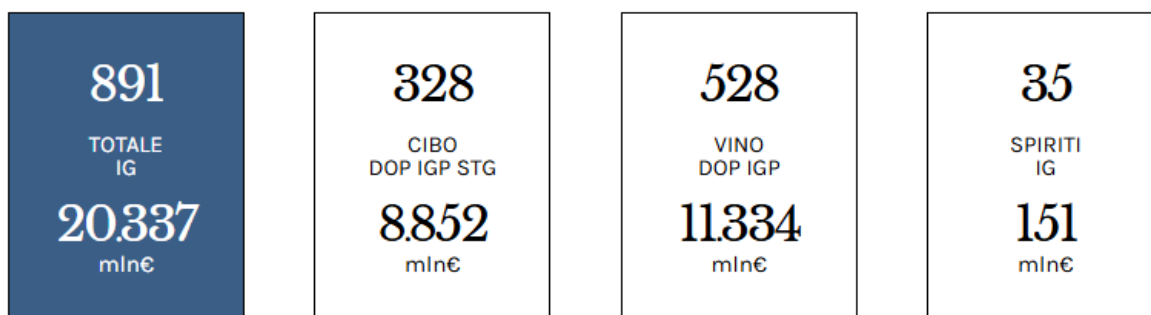 891
TOTALE
IG
20.337
mln€
328
CIBO
DOP IGP STG
8.852
mln€
528
VINO
DOP IGP
11.334
mln€
35
SPIRITI
IG
151
mln€